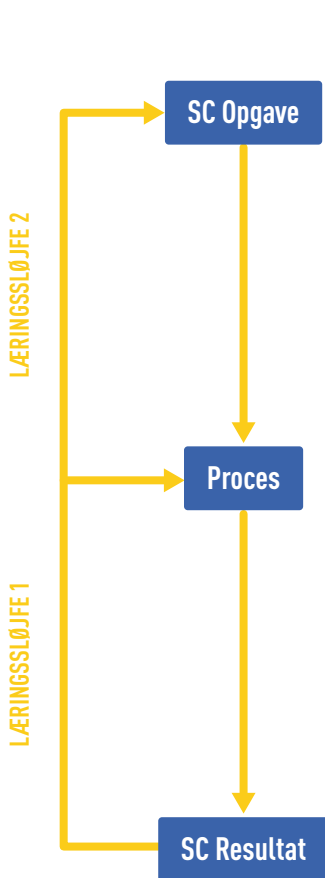 SC Opgave
LÆRINGSSLØJFE 2
Proces
LÆRINGSSLØJFE 1
SC Resultat